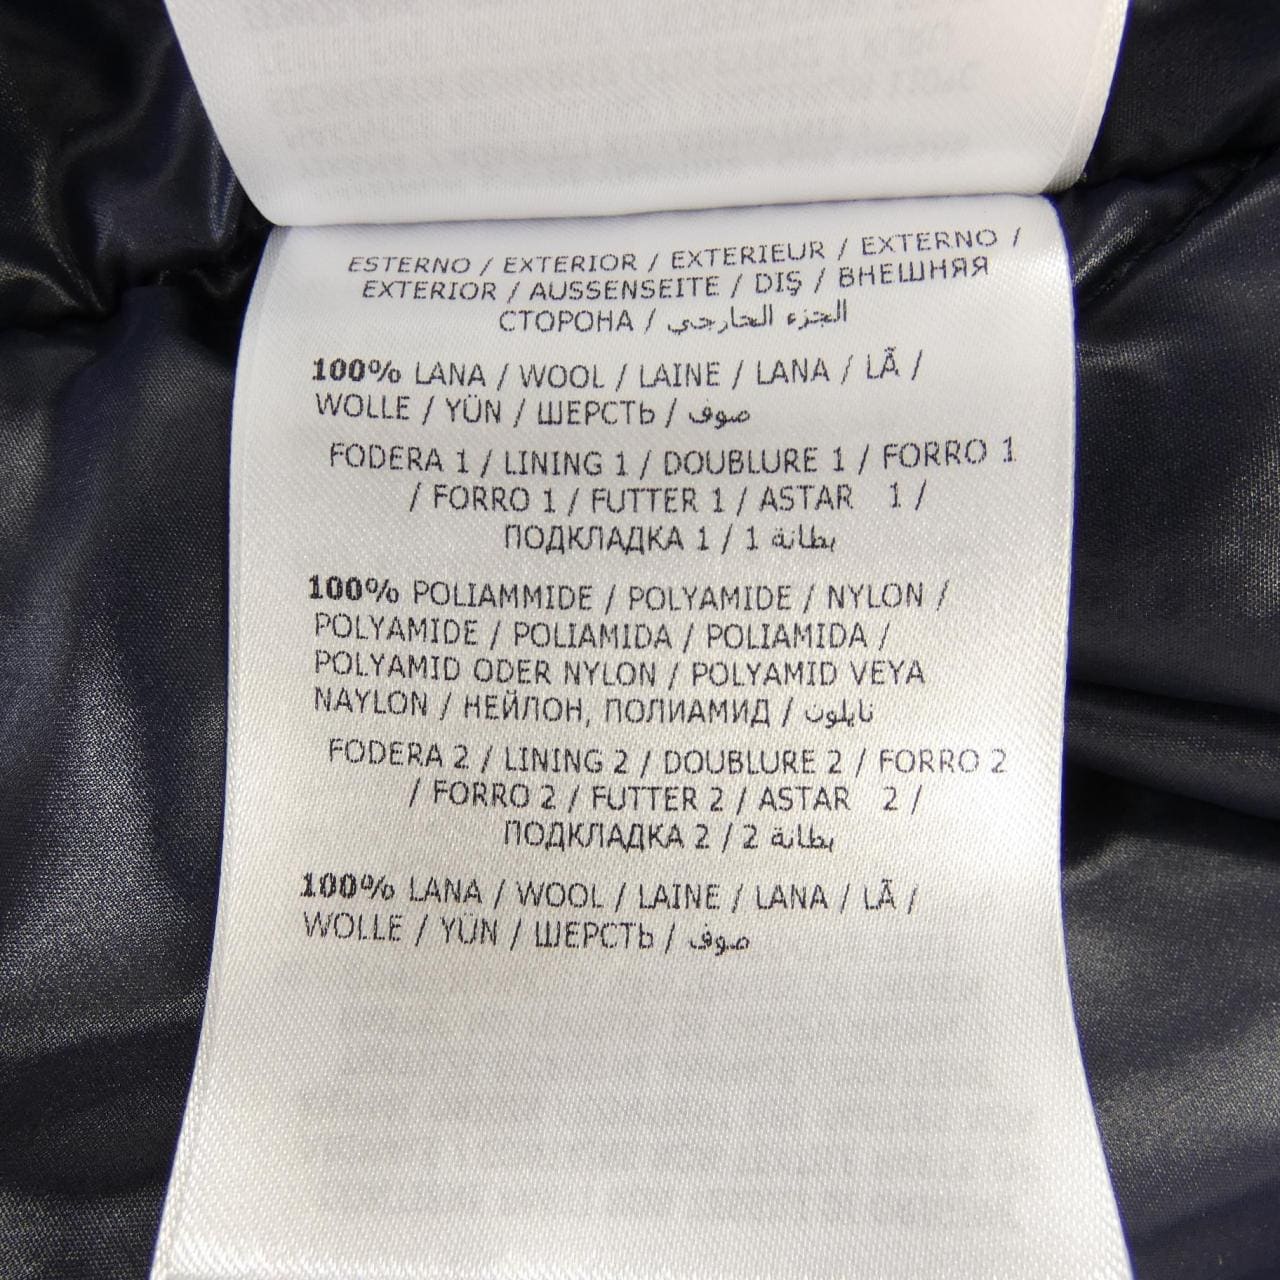 ESTERNO / EXTERIOR / EXTERIEUR / EXTERNO /
EXTERIOR / AUSSENSEITE / DIŞ / ВНЕШНЯЯ
СТОРОНА / الجزء الخارجي
100% LANA / WOOL / LAINE / LANA / LÃ /
WOLLE / YÜN / ШЕРСТЬ / صوف
FODERA 1 / LINING 1 / DOUBLURE 1 / FORRO 1
/ FORRO 1 / FUTTER 1 / ASTAR 1 /
ПОДКЛАДКА 1 / 1 بطانة
100% POLIAMMIDE / POLYAMIDE / NYLON /
POLYAMIDE / POLIAMIDA / POLIAMIDA /
POLYAMID ODER NYLON / POLYAMID VEYA
NAYLON / НЕЙЛОН, ПОЛИАМИД / نايلون
FODERA 2 / LINING 2 / DOUBLURE 2 / FORRO 2
/ FORRO 2 / FUTTER 2 / ASTAR 2 /
ПОДКЛАДКА 2 / 2 بطانة
100% LANA / WOOL / LAINE / LANA / LÃ /
WOLLE / YÜN / ШЕРСТЬ / صوف